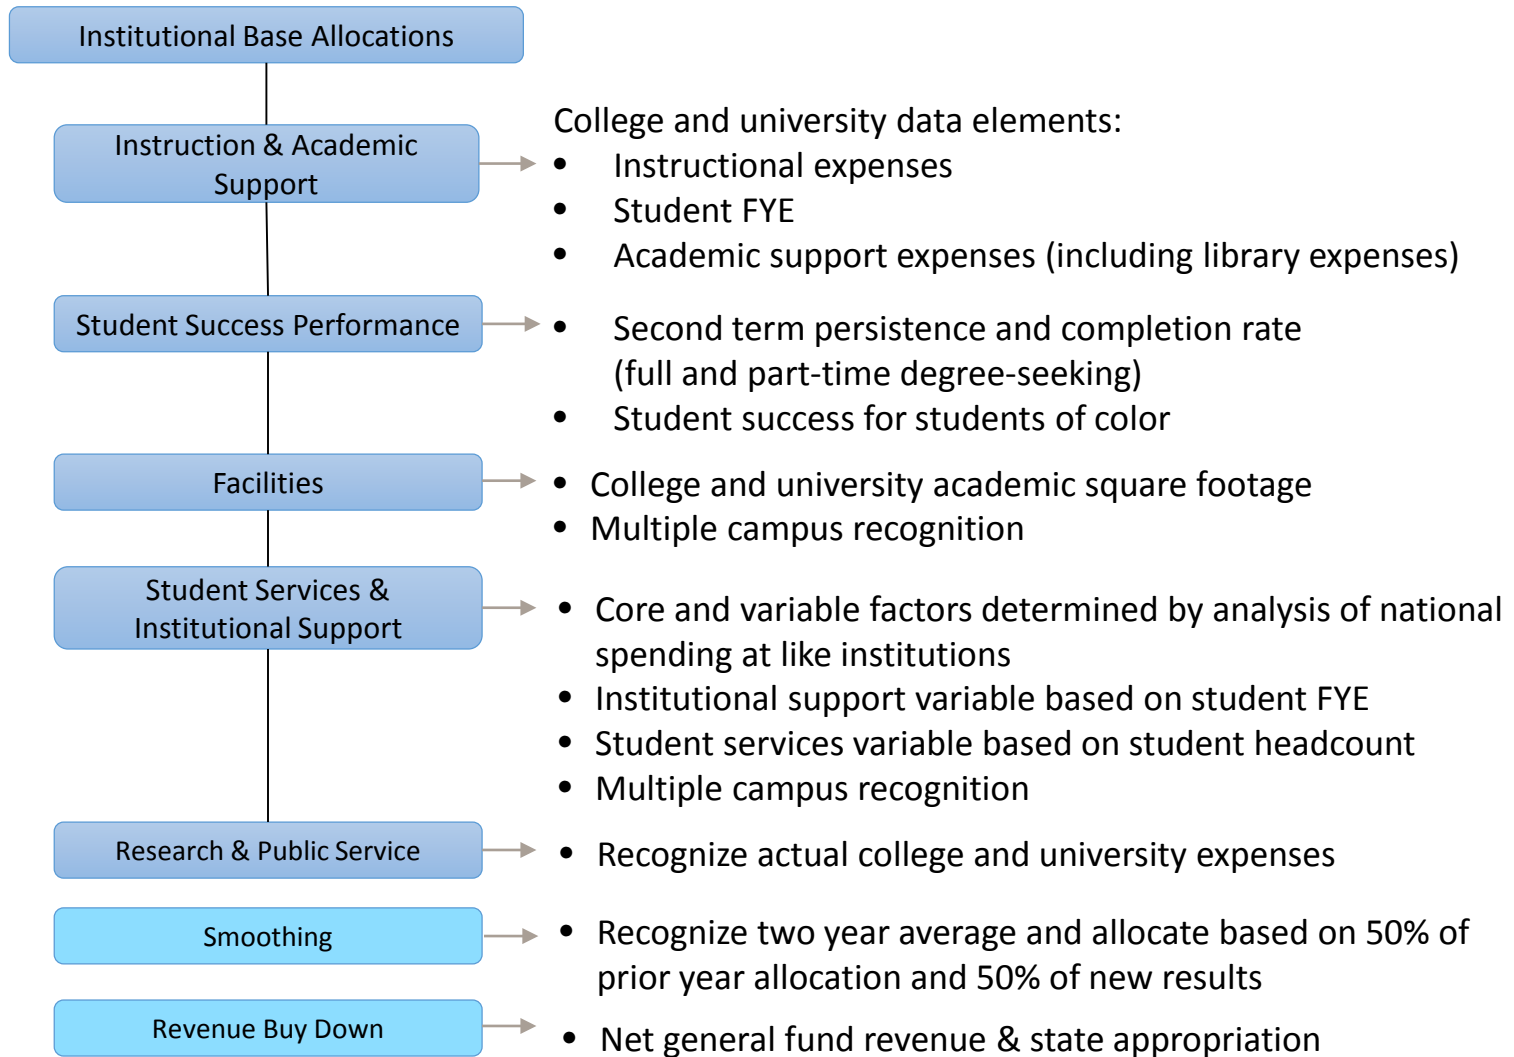 Institutional Base Allocations
Instruction & Academic
Support
College and university data elements:
• Instructional expenses
• Student FYE
• Academic support expenses (including library expenses)
Student Success Performance
• Second term persistence and completion rate
(full and part-time degree-seeking)
• Student success for students of color
Facilities
• College and university academic square footage
• Multiple campus recognition
Student Services &
Institutional Support
• Core and variable factors determined by analysis of national
spending at like institutions
• Institutional support variable based on student FYE
• Student services variable based on student headcount
• Multiple campus recognition
Research & Public Service
• Recognize actual college and university expenses
Smoothing
• Recognize two year average and allocate based on 50% of
prior year allocation and 50% of new results
Revenue Buy Down
• Net general fund revenue & state appropriation